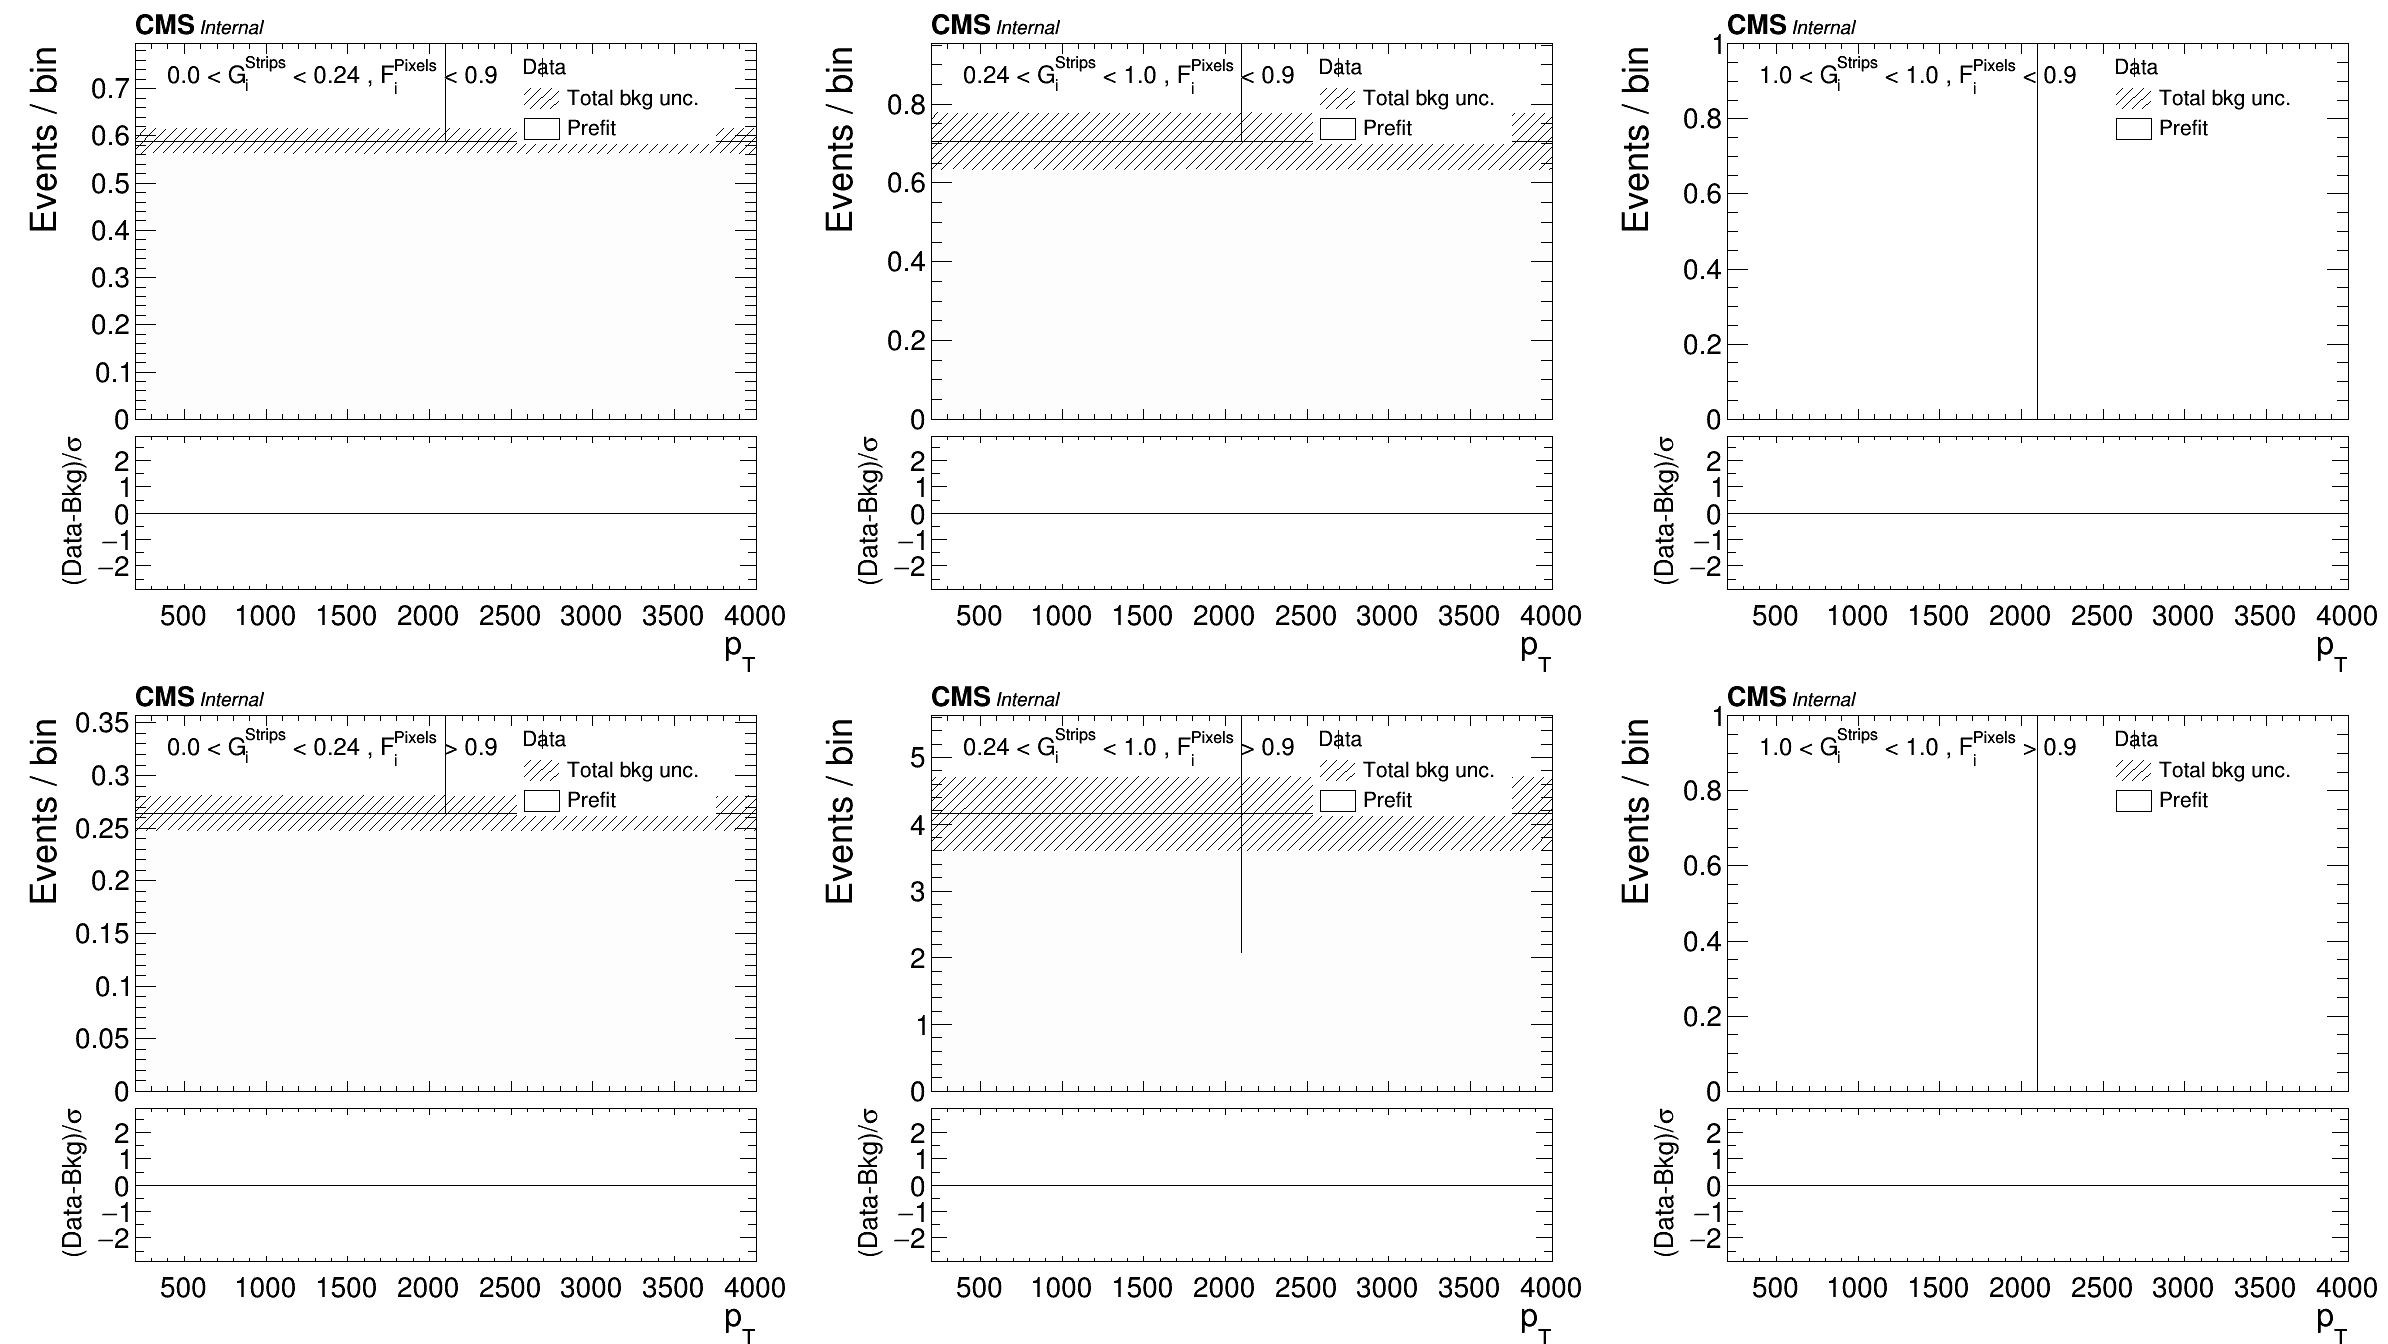 CMS Internal
Events / bin
0.0 < G_i^Strips < 0.24 , F_i^Pixels < 0.9
Data
Total bkg unc.
Prefit
0.7
0.6
0.5
0.4
0.3
0.2
0.1
0
(Data-Bkg)/σ
2
1
0
−1
−2
500 1000 1500 2000 2500 3000 3500 4000
p_T
CMS Internal
Events / bin
0.24 < G_i^Strips < 1.0 , F_i^Pixels < 0.9
Data
Total bkg unc.
Prefit
0.8
0.6
0.4
0.2
0
(Data-Bkg)/σ
2
1
0
−1
−2
500 1000 1500 2000 2500 3000 3500 4000
p_T
CMS Internal
Events / bin
1.0 < G_i^Strips < 1.0 , F_i^Pixels < 0.9
Data
Total bkg unc.
Prefit
1
0.8
0.6
0.4
0.2
0
(Data-Bkg)/σ
2
1
0
−1
−2
500 1000 1500 2000 2500 3000 3500 4000
p_T
CMS Internal
Events / bin
0.0 < G_i^Strips < 0.24 , F_i^Pixels > 0.9
Data
Total bkg unc.
Prefit
0.35
0.3
0.25
0.2
0.15
0.1
0.05
0
(Data-Bkg)/σ
2
1
0
−1
−2
500 1000 1500 2000 2500 3000 3500 4000
p_T
CMS Internal
Events / bin
0.24 < G_i^Strips < 1.0 , F_i^Pixels > 0.9
Data
Total bkg unc.
Prefit
5
4
3
2
1
0
(Data-Bkg)/σ
2
1
0
−1
−2
500 1000 1500 2000 2500 3000 3500 4000
p_T
CMS Internal
Events / bin
1.0 < G_i^Strips < 1.0 , F_i^Pixels > 0.9
Data
Total bkg unc.
Prefit
1
0.8
0.6
0.4
0.2
0
(Data-Bkg)/σ
2
1
0
−1
−2
500 1000 1500 2000 2500 3000 3500 4000
p_T